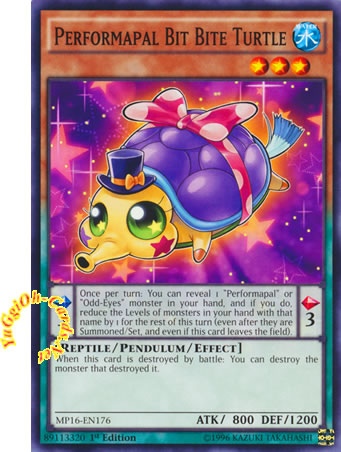 PERFORMAPAL BIT BITE TURTLE
WATER
水
Once per turn: You can reveal 1 "Performapal" or
"Odd-Eyes" monster in your hand, and if you do,
reduce the Levels of monsters in your hand with that
name by 1 for the rest of this turn (even after they are
Summoned/Set, and even if this card leaves the field).
3
[REPTILE/PENDULUM/EFFECT]
When this card is destroyed by battle: You can destroy the
monster that destroyed it.
MP16-EN176
ATK/ 800 DEF/1200
89113320 1st Edition
©1996 KAZUKI TAKAHASHI